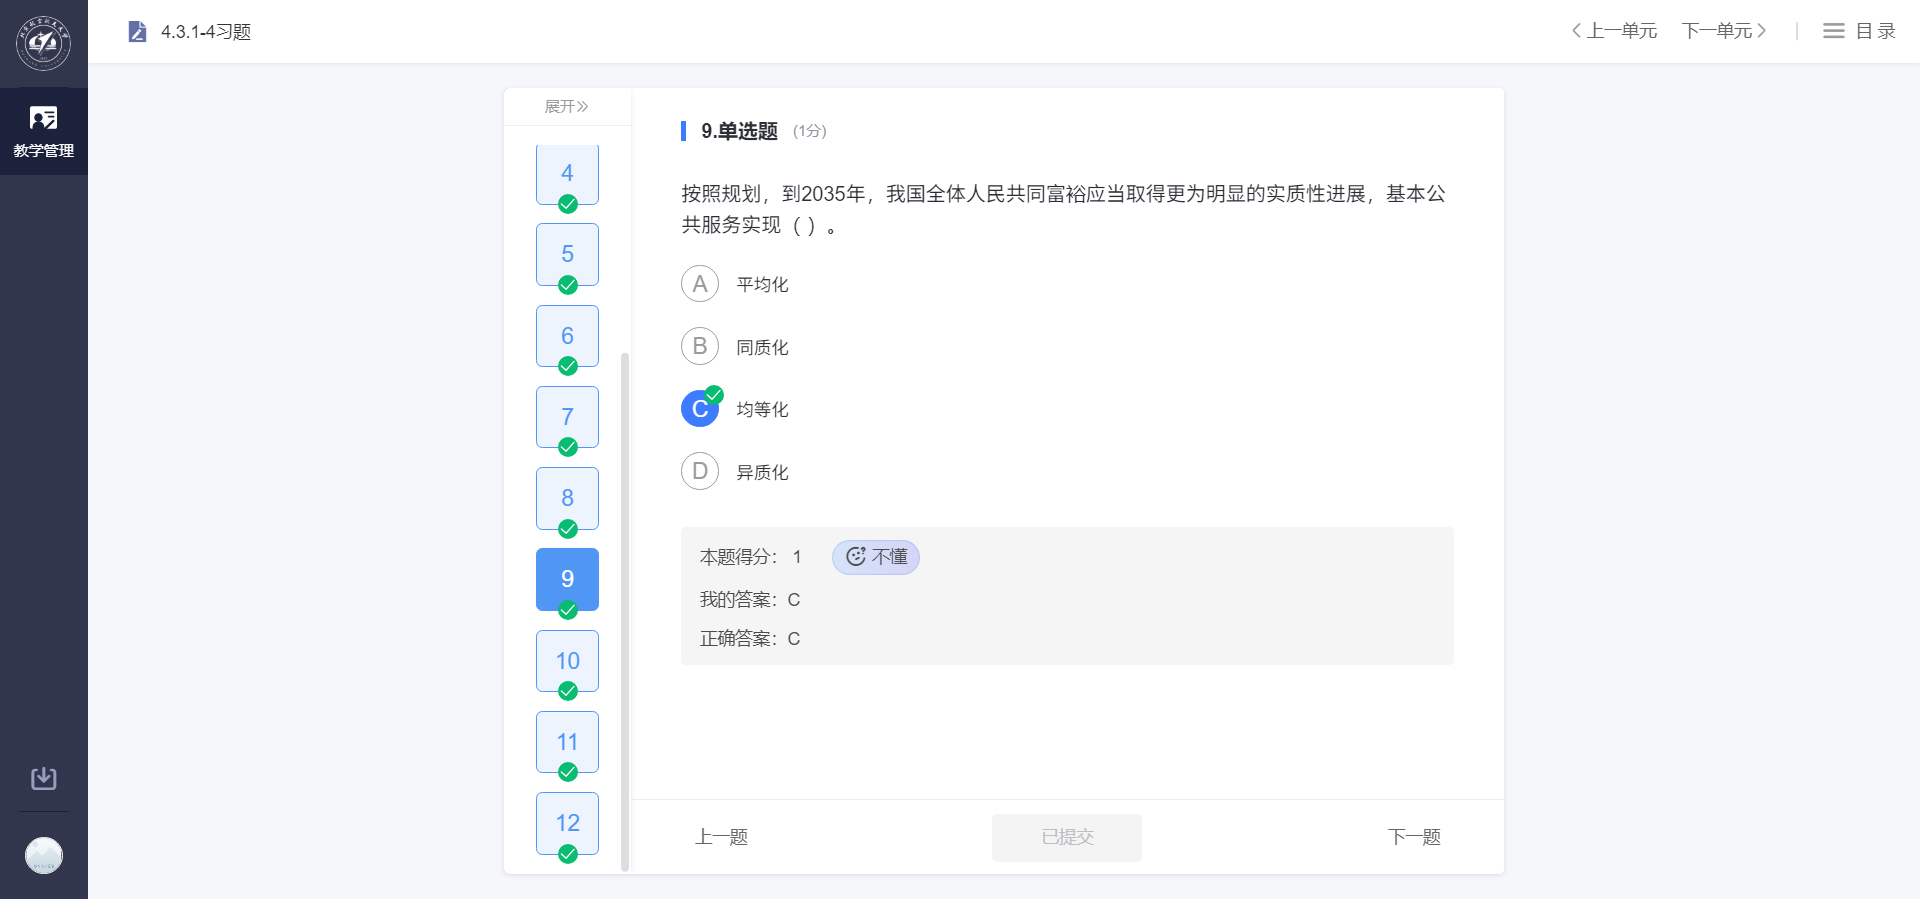 4.3.1-4习题
上一单元
下一单元
目录
教学管理
展开
4
5
6
7
8
9
10
11
12
9.单选题 (1分)
按照规划，到2035年，我国全体人民共同富裕应当取得更为明显的实质性进展，基本公
共服务实现（ ）。
A 平均化
B 同质化
C 均等化
D 异质化
本题得分： 1 不懂
我的答案：C
正确答案：C
上一题
已提交
下一题